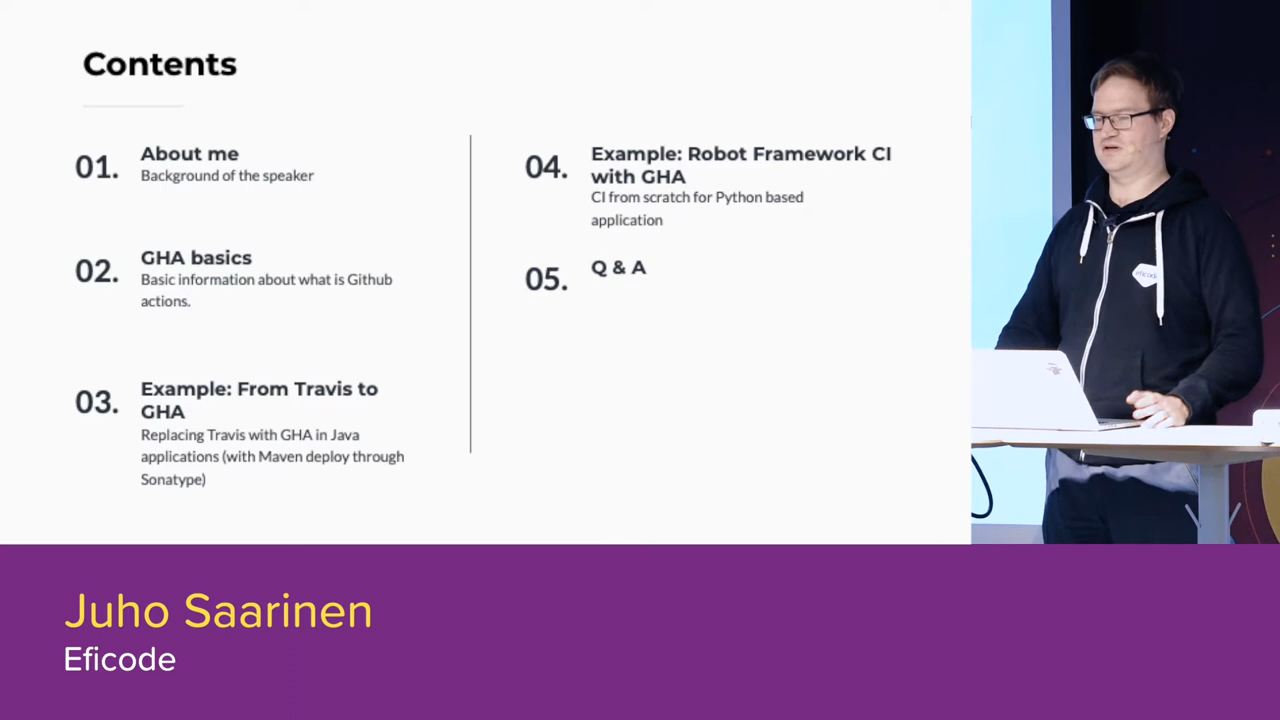 Contents
01.
About me
Background of the speaker
02.
GHA basics
Basic information about what is Github
actions.
03.
Example: From Travis to
GHA
Replacing Travis with GHA in Java
applications (with Maven deploy through
Sonatype)
04.
Example: Robot Framework CI
with GHA
CI from scratch for Python based
application
05.
Q & A
eficode
Juho Saarinen
Eficode